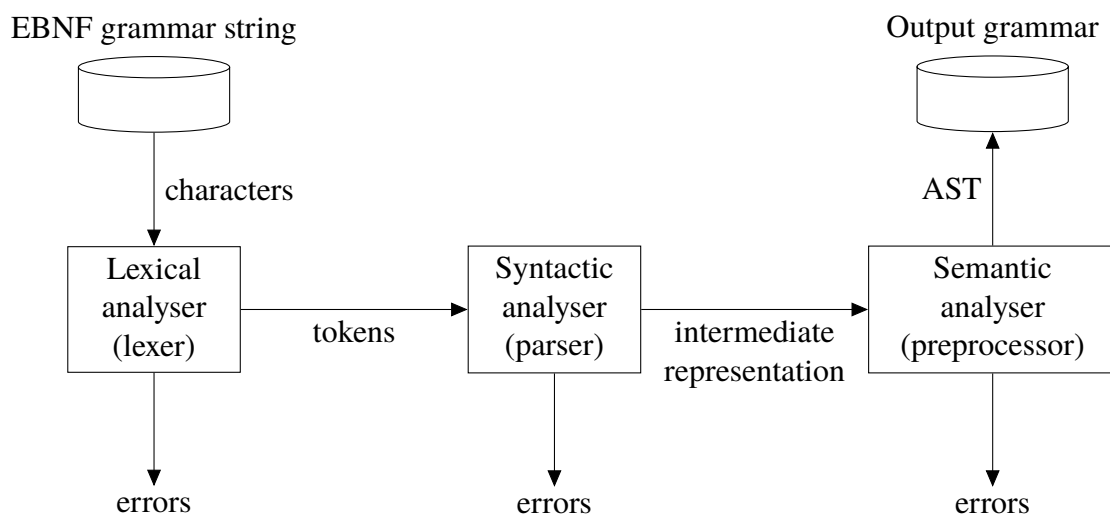 EBNF grammar string
Output grammar
characters
AST
Lexical
analyser
(lexer)
tokens
Syntactic
analyser
(parser)
intermediate
representation
Semantic
analyser
(preprocessor)
errors
errors
errors